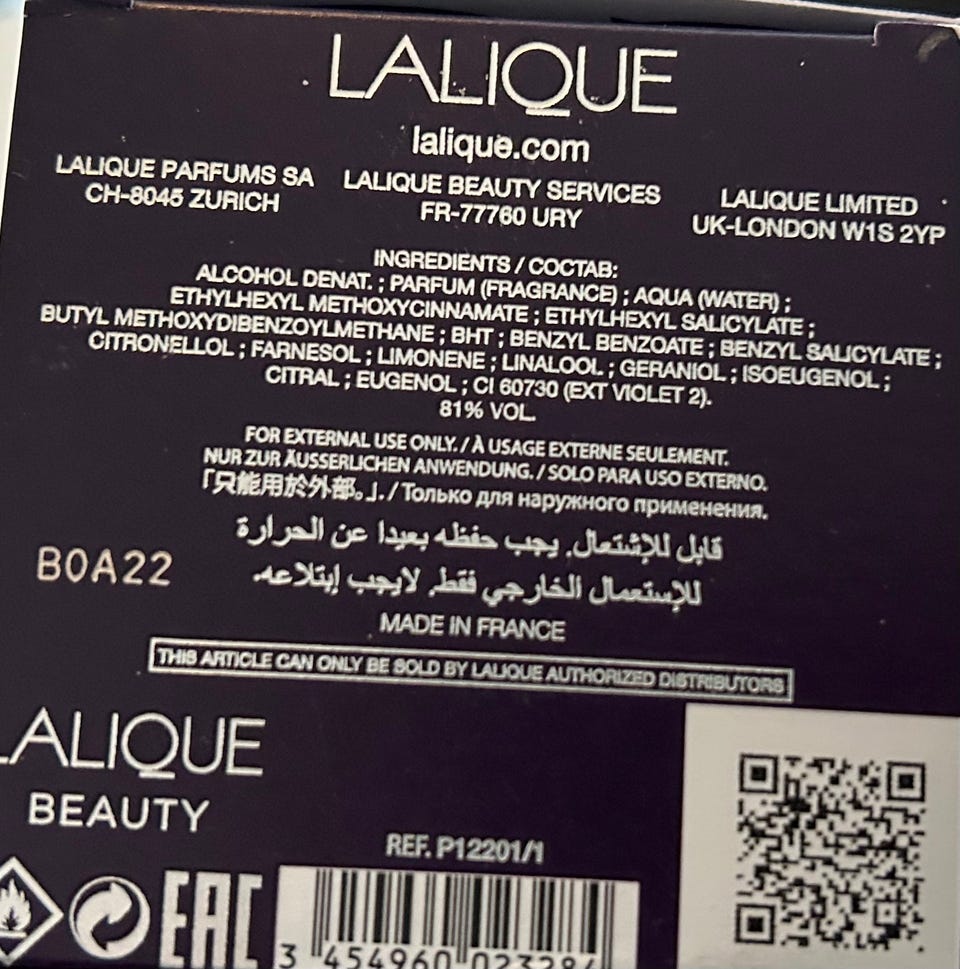 LALIQUE
lalique.com
LALIQUE PARFUMS SA
CH-8045 ZURICH
LALIQUE BEAUTY SERVICES
FR-77760 URY
LALIQUE LIMITED
UK-LONDON W1S 2YP
INGREDIENTS / COCTAB:
ALCOHOL DENAT. ; PARFUM (FRAGRANCE) ; AQUA (WATER) ;
ETHYLHEXYL METHOXYCINNAMATE ; ETHYLHEXYL SALICYLATE ;
BUTYL METHOXYDIBENZOYLMETHANE ; BHT ; BENZYL BENZOATE ; BENZYL SALICYLATE ;
CITRONELLOL ; FARNESOL ; LIMONENE ; LINALOOL ; GERANIOL ; ISOEUGENOL ;
CITRAL ; EUGENOL ; CI 60730 (EXT VIOLET 2).
81% VOL.
FOR EXTERNAL USE ONLY. / À USAGE EXTERNE SEULEMENT.
NUR ZUR ÄUSSERLICHEN ANWENDUNG. / SOLO PARA USO EXTERNO.
「只能用於外部。」. / Только для наружного применения.
قابل للإشتعال. يجب حفظه بعيدا عن الحرارة
للإستعمال الخارجي فقط. لايجب إبتلاعه.
B0A22
MADE IN FRANCE
THIS ARTICLE CAN ONLY BE SOLD BY LALIQUE AUTHORIZED DISTRIBUTORS
LALIQUE
BEAUTY
REF. P12201/1
EAC
3 454960 023284